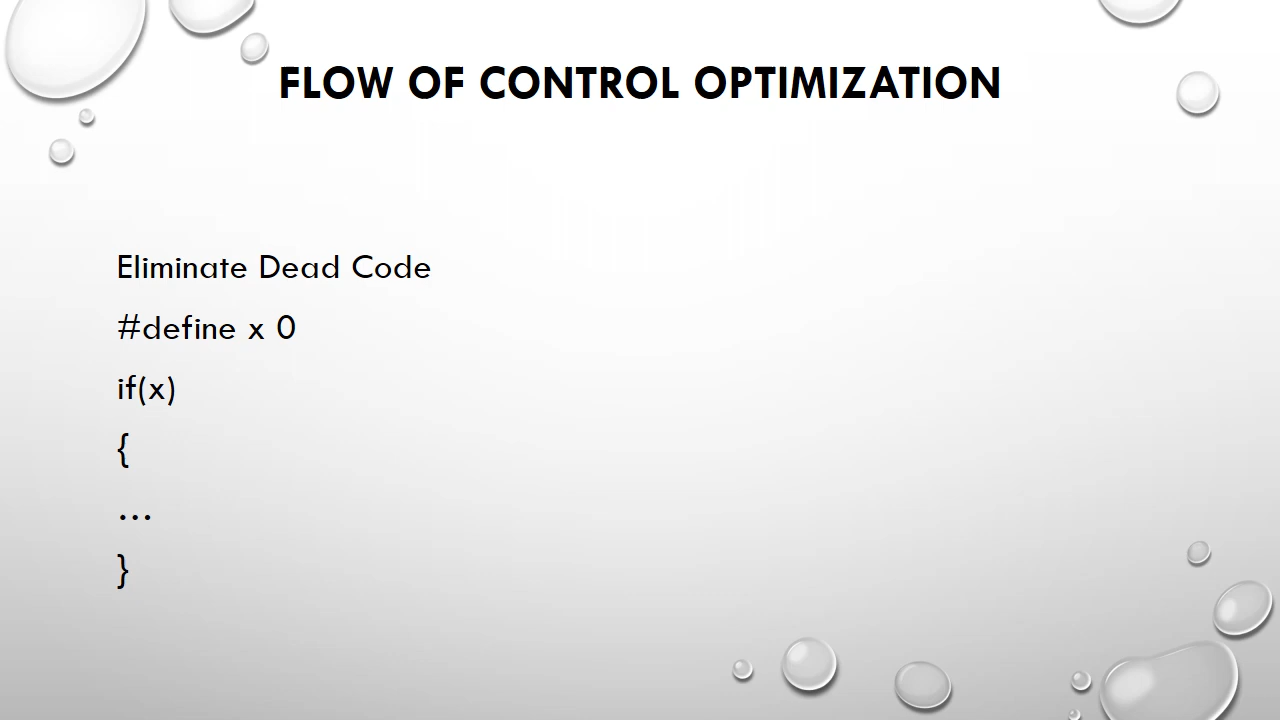 FLOW OF CONTROL OPTIMIZATION
Eliminate Dead Code
#define x 0
if(x)
{
...
}